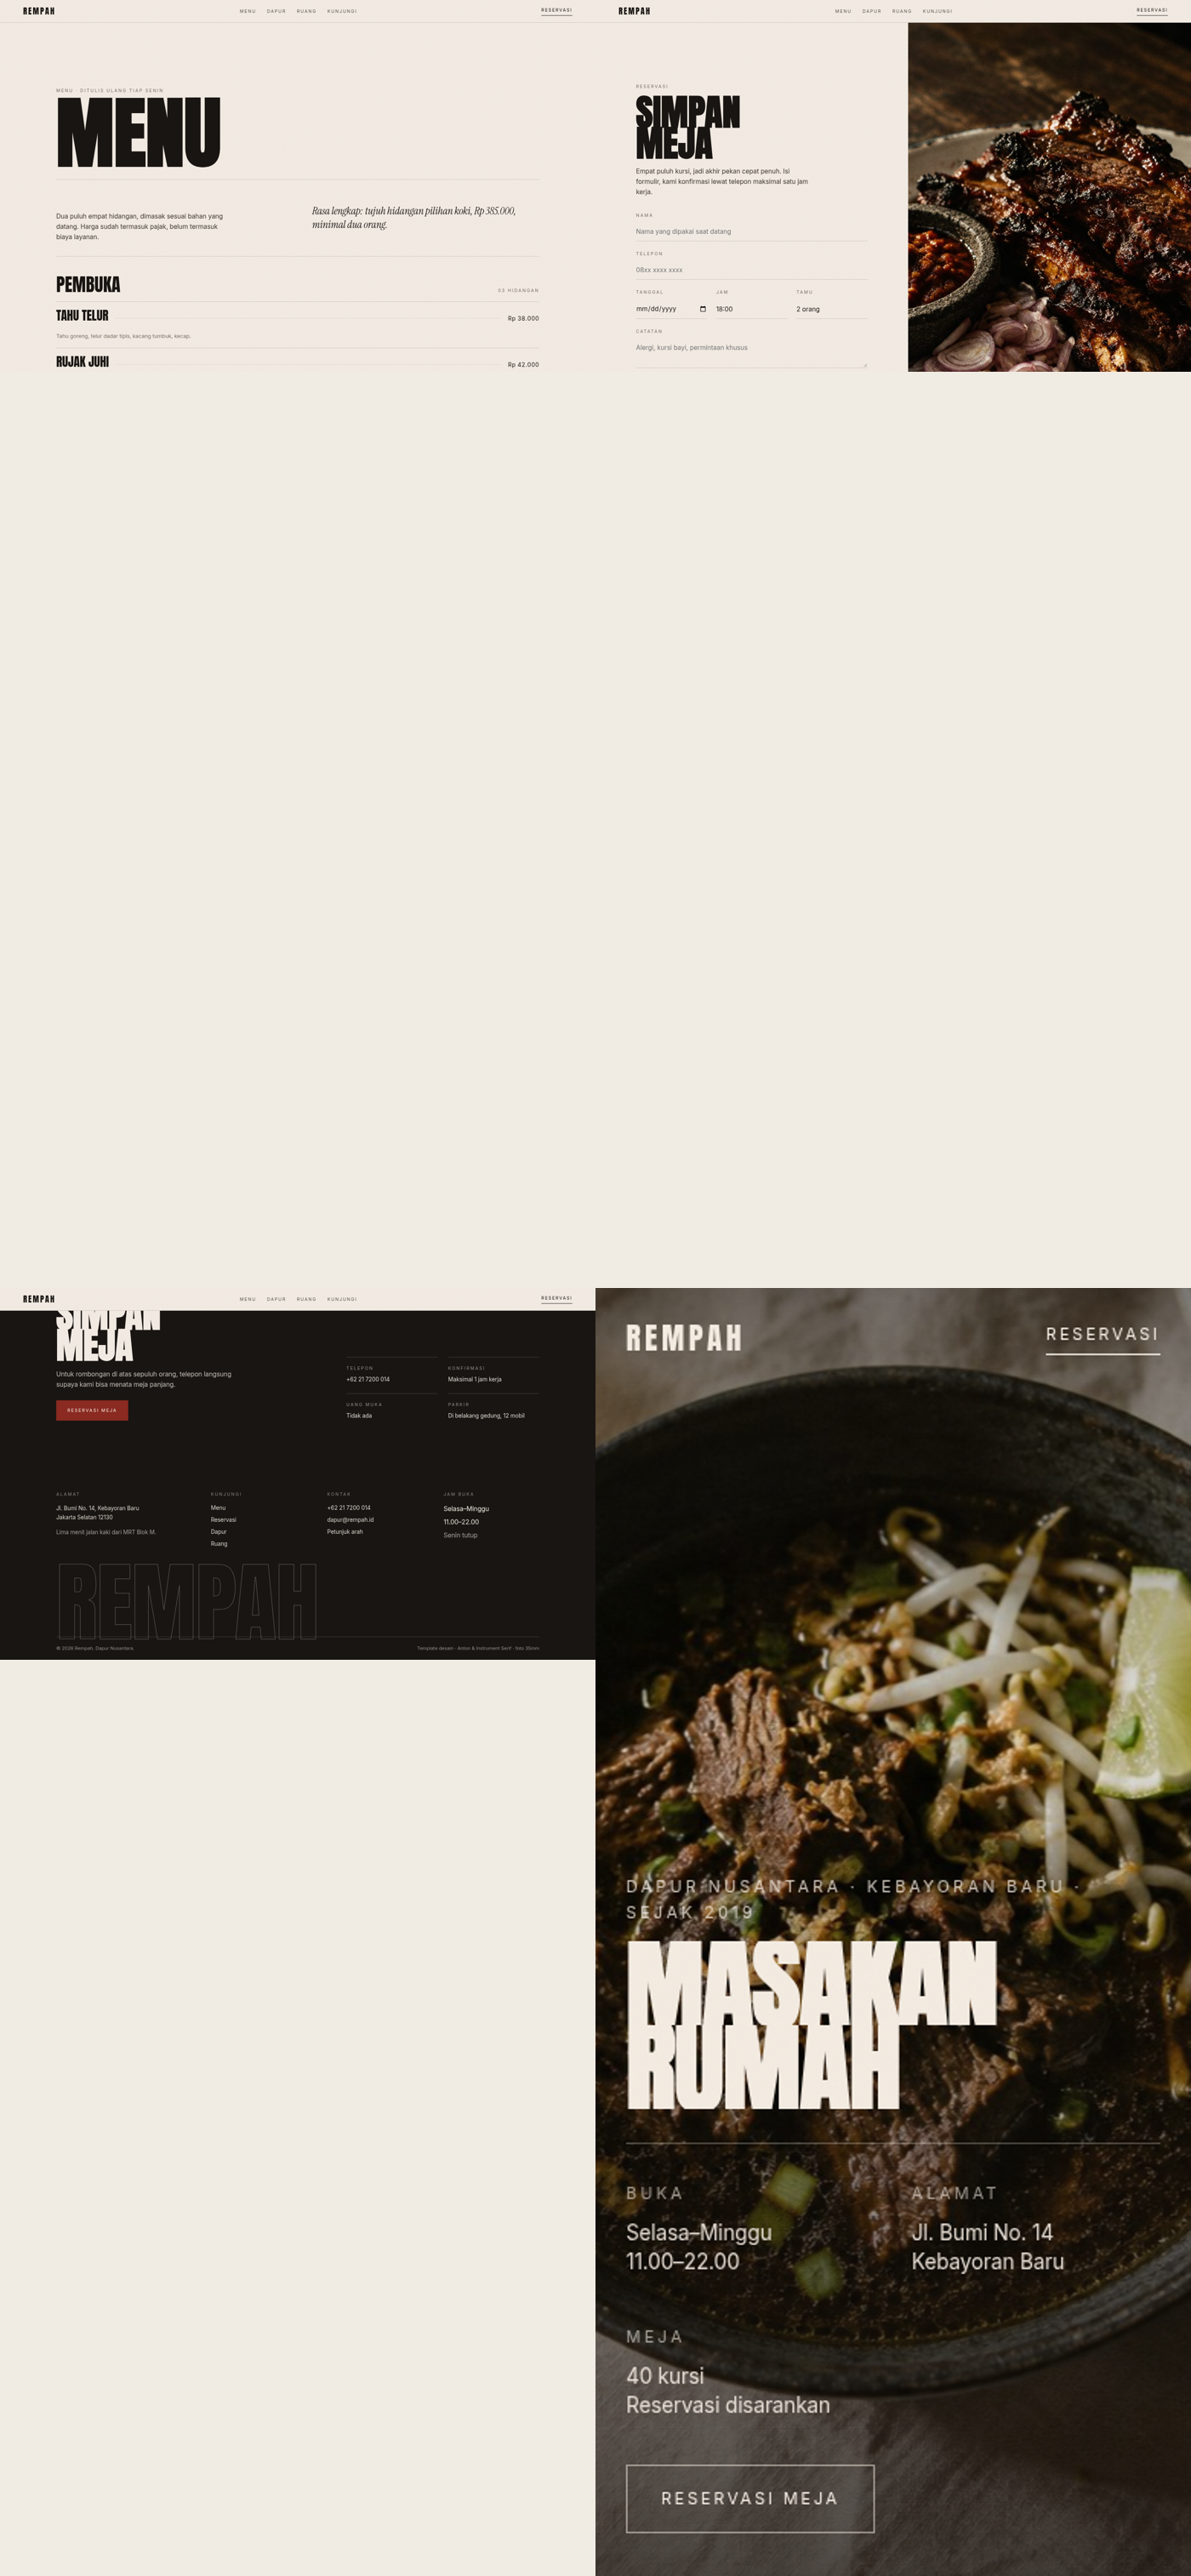 REMPAH
MENU DAPUR RUANG KUNJUNGI
RESERVASI
MENU · DITULIS ULANG TIAP SENIN
MENU
Dua puluh empat hidangan, dimasak sesuai bahan yang
datang. Harga sudah termasuk pajak, belum termasuk
biaya layanan.
Rasa lengkap: tujuh hidangan pilihan koki, Rp 385.000,
minimal dua orang.
PEMBUKA
03 HIDANGAN
TAHU TELUR
Rp 38.000
Tahu goreng, telur dadar tipis, kacang tumbuk, kecap.
RUJAK JUHI
Rp 42.000
REMPAH
MENU DAPUR RUANG KUNJUNGI
RESERVASI
RESERVASI
SIMPAN
MEJA
Empat puluh kursi, jadi akhir pekan cepat penuh. Isi
formulir, kami konfirmasi lewat telepon maksimal satu jam
kerja.
NAMA
Nama yang dipakai saat datang
TELEPON
08xx xxxx xxxx
TANGGAL JAM TAMU
mm/dd/yyyy 18:00 2 orang
CATATAN
Alergi, kursi bayi, permintaan khusus
REMPAH
MENU DAPUR RUANG KUNJUNGI
RESERVASI
SIMPAN
MEJA
Untuk rombongan di atas sepuluh orang, telepon langsung
supaya kami bisa menata meja panjang.
RESERVASI MEJA
TELEPON
+62 21 7200 014
KONFIRMASI
Maksimal 1 jam kerja
UANG MUKA
Tidak ada
PARKIR
Di belakang gedung, 12 mobil
ALAMAT
Jl. Bumi No. 14, Kebayoran Baru
Jakarta Selatan 12130
Lima menit jalan kaki dari MRT Blok M.
KUNJUNGI
Menu
Reservasi
Dapur
Ruang
KONTAK
+62 21 7200 014
dapur@rempah.id
Petunjuk arah
JAM BUKA
Selasa–Minggu
11.00–22.00
Senin tutup
REMPAH
© 2026 Rempah. Dapur Nusantara.
Template desain · Anton & Instrument Serif · foto 35mm
REMPAH
RESERVASI
DAPUR NUSANTARA · KEBAYORAN BARU ·
SEJAK 2019
MASAKAN
RUMAH
BUKA
Selasa–Minggu
11.00–22.00
ALAMAT
Jl. Bumi No. 14
Kebayoran Baru
MEJA
40 kursi
Reservasi disarankan
RESERVASI MEJA